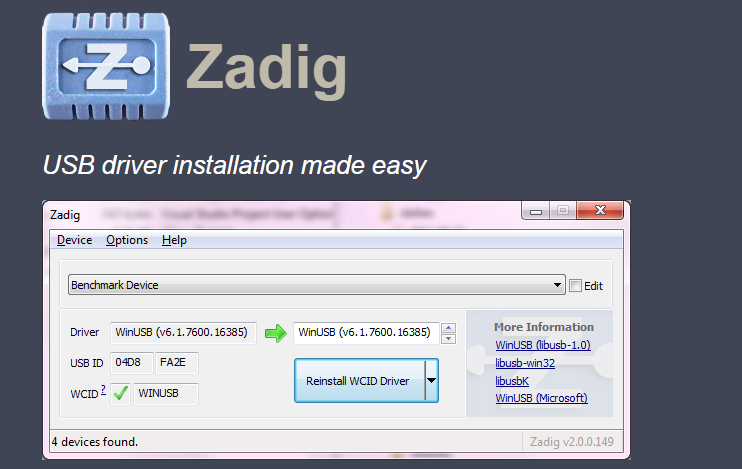 Z Zadig
USB driver installation made easy
Zadig
Device Options Help
Benchmark Device Edit
Driver WinUSB (v6.1.7600.16385) WinUSB (v6.1.7600.16385)
USB ID 04D8 FA2E
WCID ? WINUSB
Reinstall WCID Driver
More Information
WinUSB (libusb-1.0)
libusb-win32
libusbK
WinUSB (Microsoft)
4 devices found. Zadig v2.0.0.149